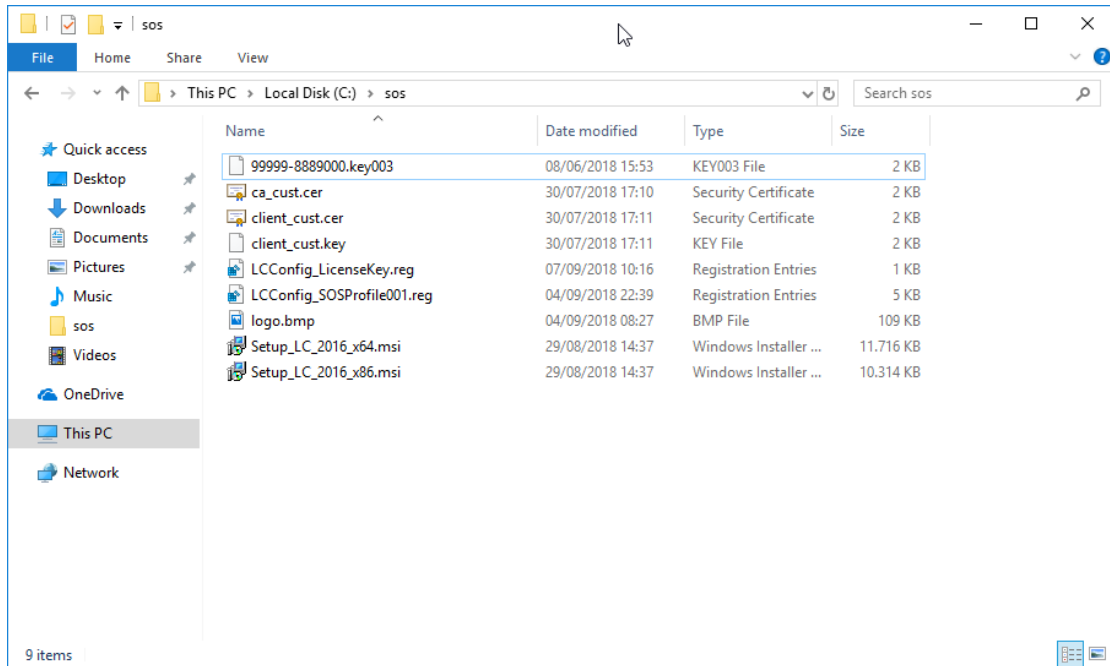 sos
File Home Share View
This PC > Local Disk (C:) > sos
Search sos
Name Date modified Type Size
Quick access
Desktop
Downloads
Documents
Pictures
Music
sos
Videos
OneDrive
This PC
Network
99999-8889000.key003 08/06/2018 15:53 KEY003 File 2 KB
ca_cust.cer 30/07/2018 17:10 Security Certificate 2 KB
client_cust.cer 30/07/2018 17:11 Security Certificate 2 KB
client_cust.key 30/07/2018 17:11 KEY File 2 KB
LCConfig_LicenseKey.reg 07/09/2018 10:16 Registration Entries 1 KB
LCConfig_SOSProfile001.reg 04/09/2018 22:39 Registration Entries 5 KB
logo.bmp 04/09/2018 08:27 BMP File 109 KB
Setup_LC_2016_x64.msi 29/08/2018 14:37 Windows Installer ... 11.716 KB
Setup_LC_2016_x86.msi 29/08/2018 14:37 Windows Installer ... 10.314 KB
9 items